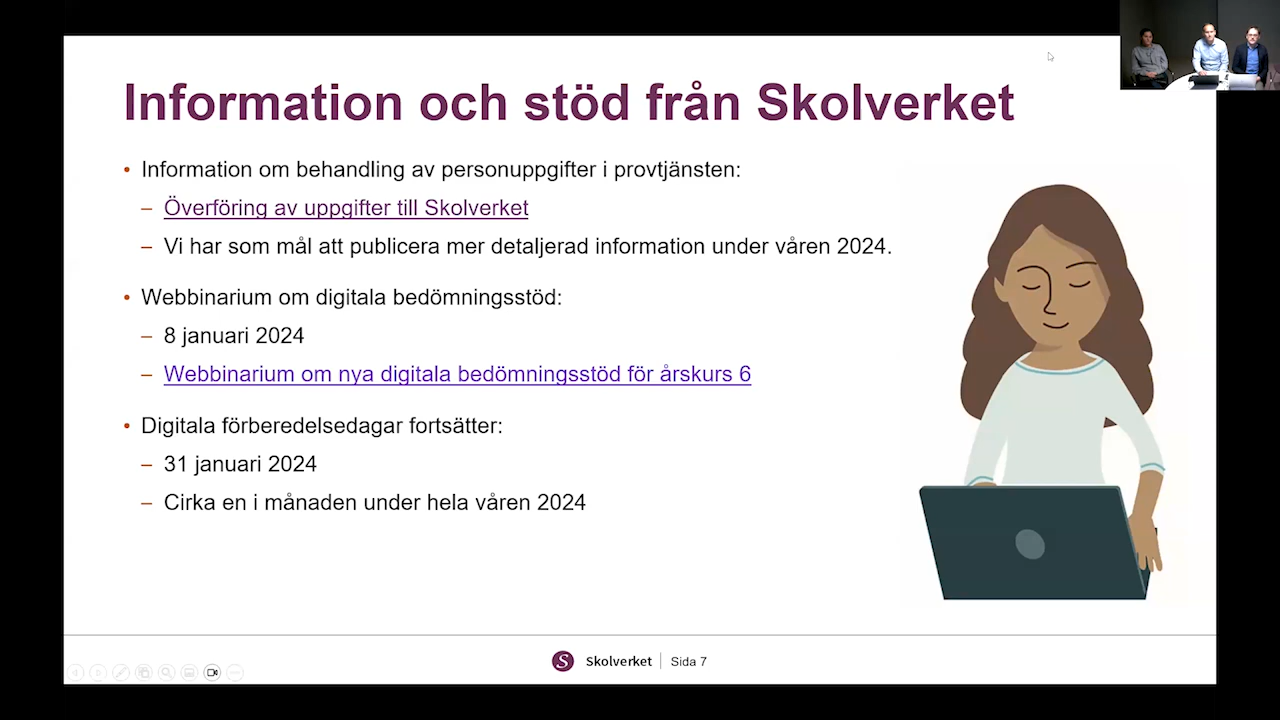 Information och stöd från Skolverket
• Information om behandling av personuppgifter i provtjänsten:
– Överföring av uppgifter till Skolverket
– Vi har som mål att publicera mer detaljerad information under våren 2024.
• Webbinarium om digitala bedömningsstöd:
– 8 januari 2024
– Webbinarium om nya digitala bedömningsstöd för årskurs 6
• Digitala förberedelsedagar fortsätter:
– 31 januari 2024
– Cirka en i månaden under hela våren 2024
S Skolverket | Sida 7